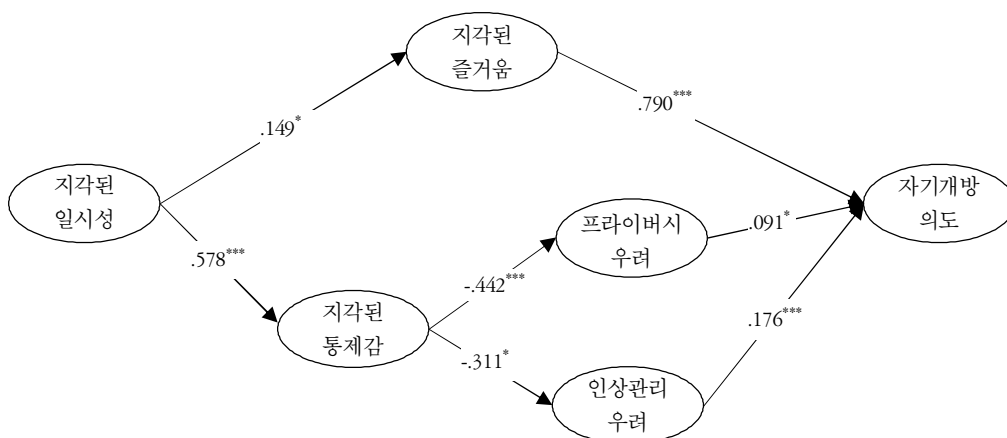 지각된
즐거움
.790***
.149*
지각된
일시성
자기개방
의도
프라이버시
우려
.091*
.578***
-.442***
지각된
통제감
.176***
-.311*
인상관리
우려